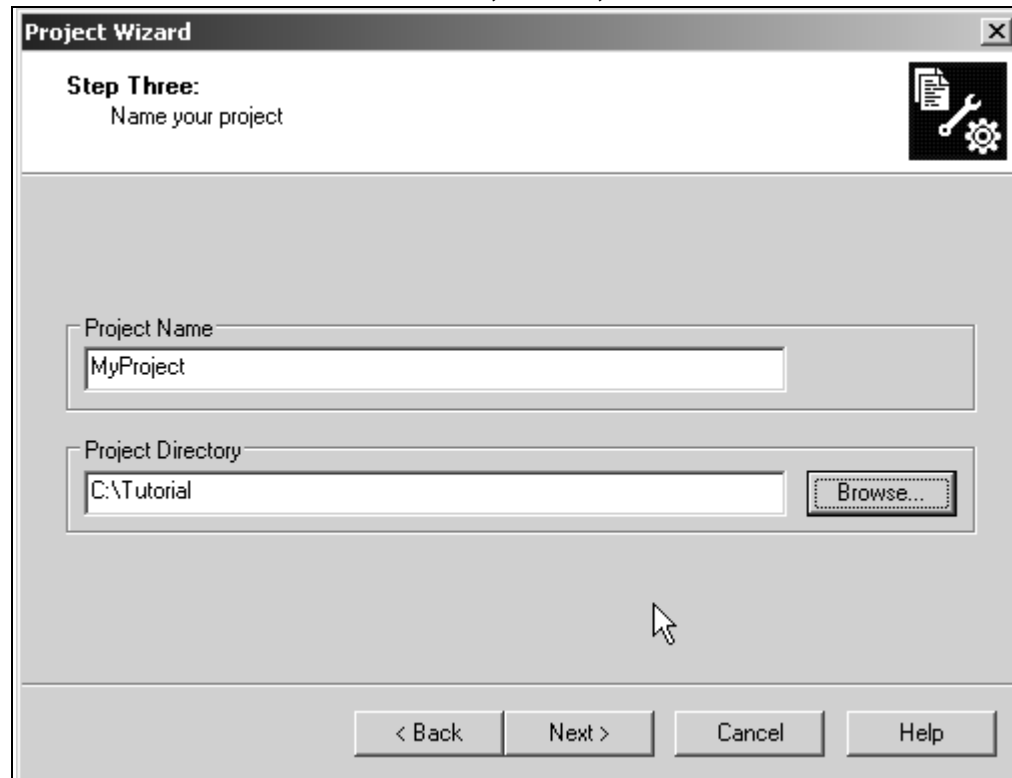 Project Wizard
Step Three:
Name your project
Project Name
MyProject
Project Directory
C:\Tutorial
Browse...
< Back
Next >
Cancel
Help